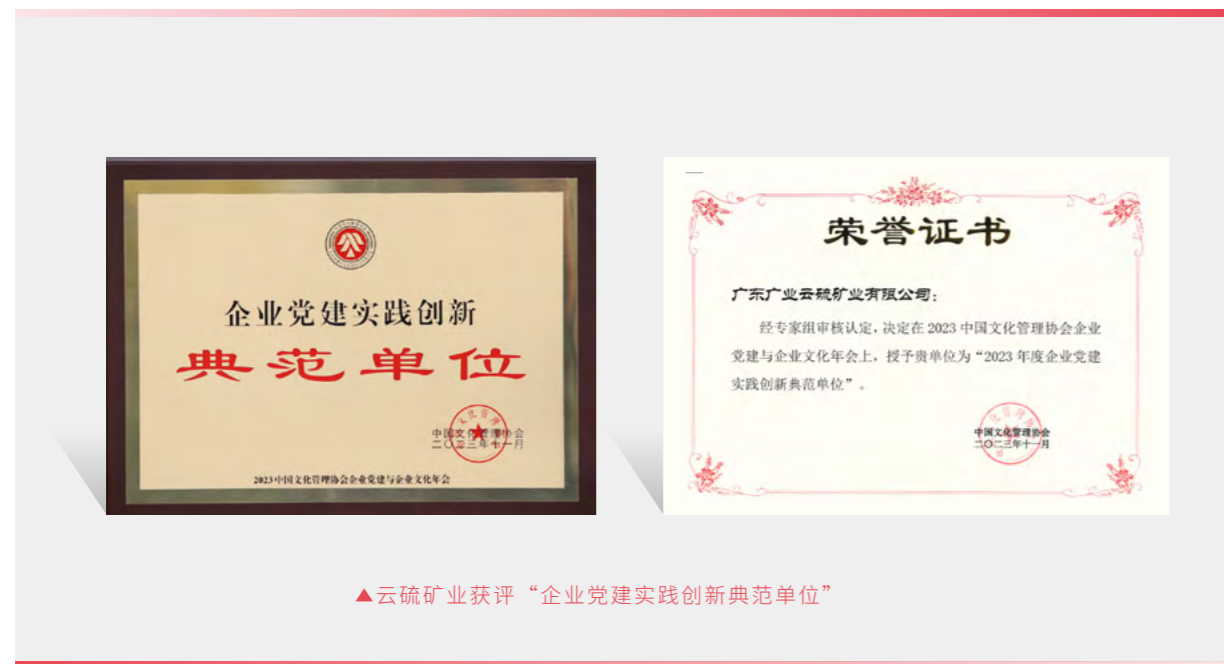 企业党建实践创新
典范单位
中国文化管理协会
二〇二三年十一月
2023中国文化管理协会企业党建与企业文化年会
荣誉证书
广东广业云硫矿业有限公司:
经专家组审核认定,决定在 2023 中国文化管理协会企业
党建与企业文化年会上,授予贵单位为“2023 年度企业党建
实践创新典范单位”。
中国文化管理协会
二〇二三年十一月
▲云硫矿业获评“企业党建实践创新典范单位”